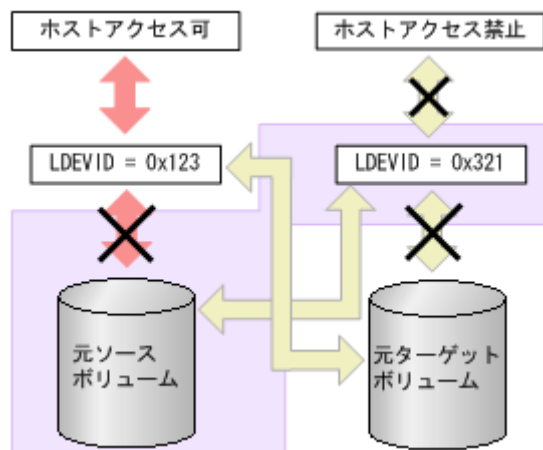 ホストアクセス可
ホストアクセス禁止
LDEVID = 0x123
LDEVID = 0x321
元ソース
ボリューム
元ターゲット
ボリューム